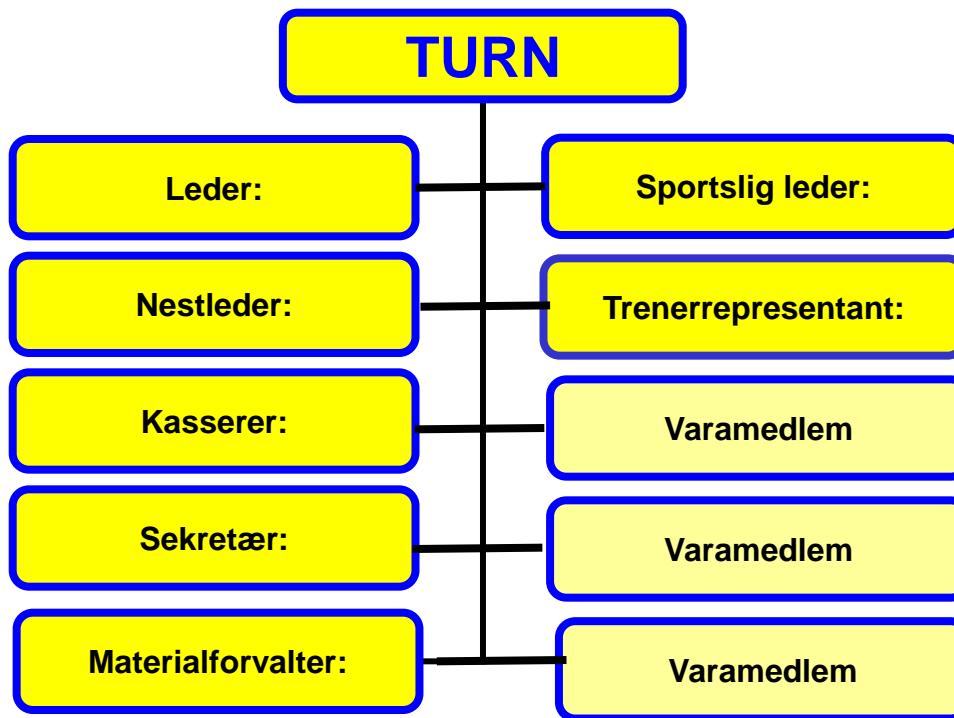 TURN
Leder:
Sportslig leder:
Nestleder:
Trenerrepresentant:
Kasserer:
Varamedlem
Sekretær:
Varamedlem
Materialforvalter:
Varamedlem